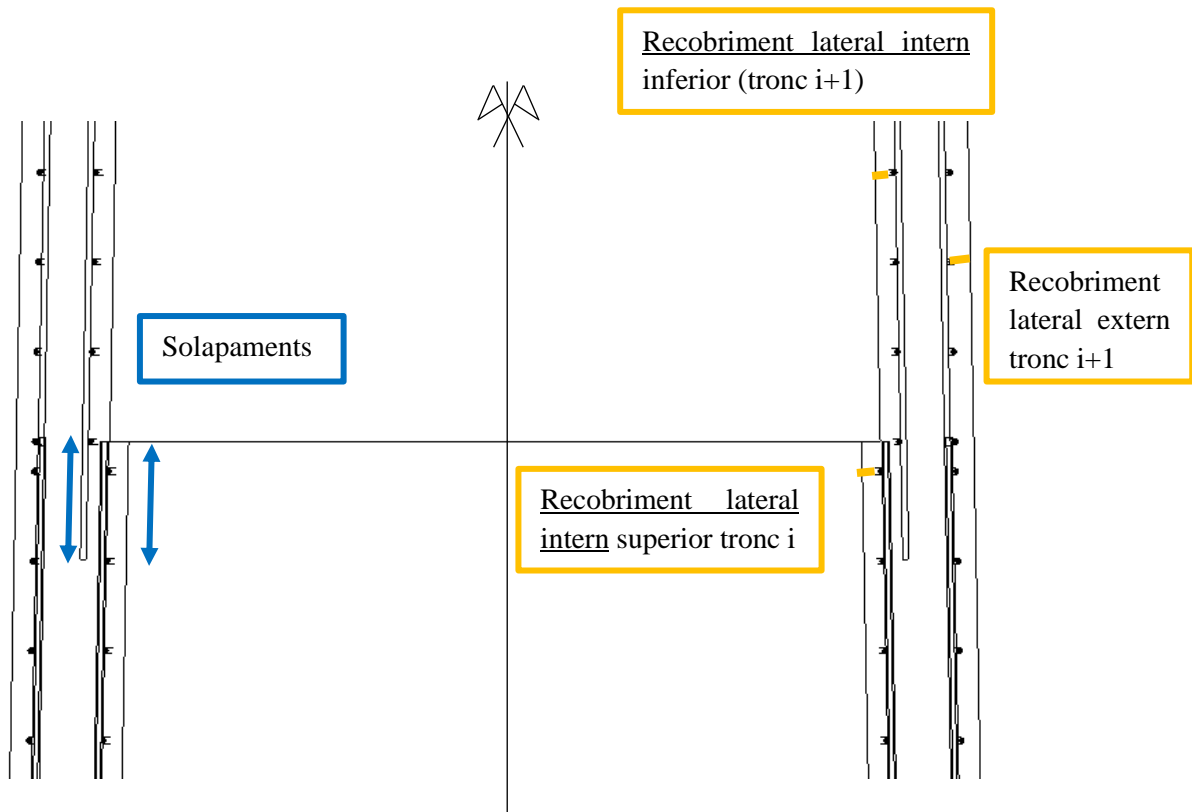 Recobriment lateral intern
inferior (tronc i+1)
Recobriment
lateral extern
tronc i+1
Solapaments
Recobriment lateral
intern superior tronc i